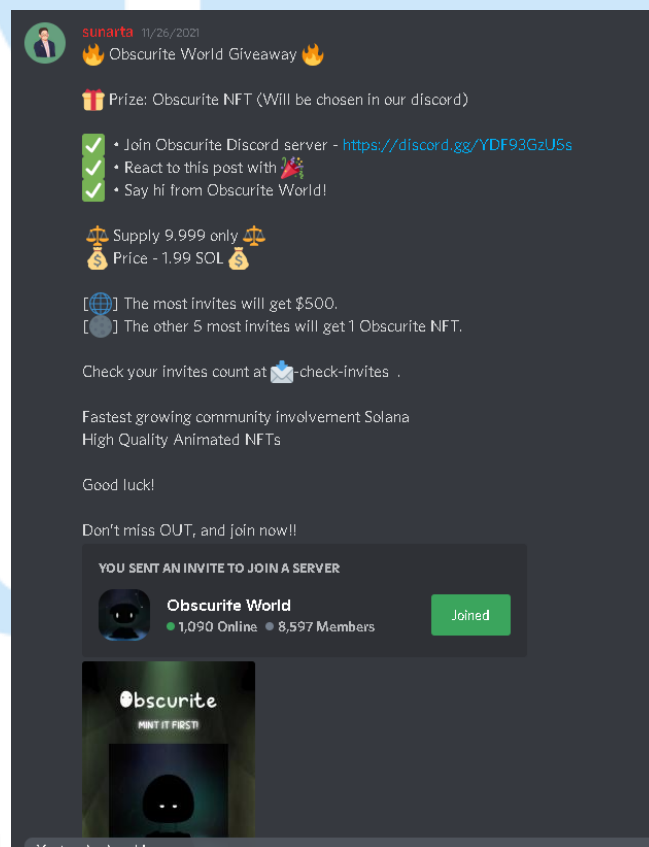 sunarta 11/26/2021
🔥 Obscurite World Giveaway 🔥
🎁 Prize: Obscurite NFT (Will be chosen in our discord)
✅ • Join Obscurite Discord server - https://discord.gg/YDF93GzU5s
✅ • React to this post with 🎉
✅ • Say hi from Obscurite World!
⚖️ Supply 9.999 only ⚖️
💰 Price - 1.99 SOL 💰
[🌐] The most invites will get $500.
[🌑] The other 5 most invites will get 1 Obscurite NFT.
Check your invites count at 📩-check-invites .
Fastest growing community involvement Solana
High Quality Animated NFTs
Good luck!
Don't miss OUT, and join now!!
YOU SENT AN INVITE TO JOIN A SERVER
Obscurite World
1,090 Online 8,597 Members
Joined
Obscurite
MINT IT FIRST!